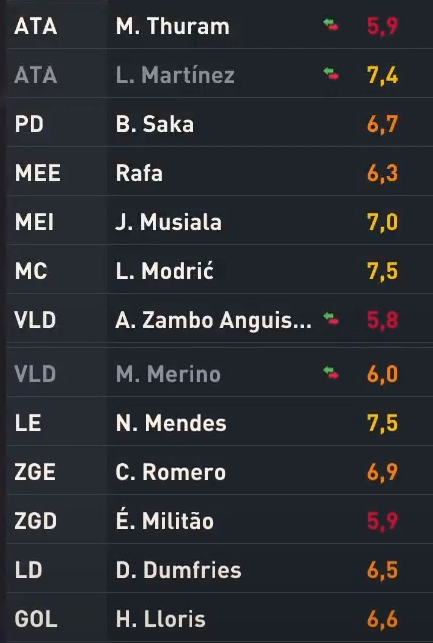 ATA M. Thuram 5,9
ATA L. Martínez 7,4
PD B. Saka 6,7
MEE Rafa 6,3
MEI J. Musiala 7,0
MC L. Modrić 7,5
VLD A. Zambo Anguis... 5,8
VLD M. Merino 6,0
LE N. Mendes 7,5
ZGE C. Romero 6,9
ZGD É. Militão 5,9
LD D. Dumfries 6,5
GOL H. Lloris 6,6